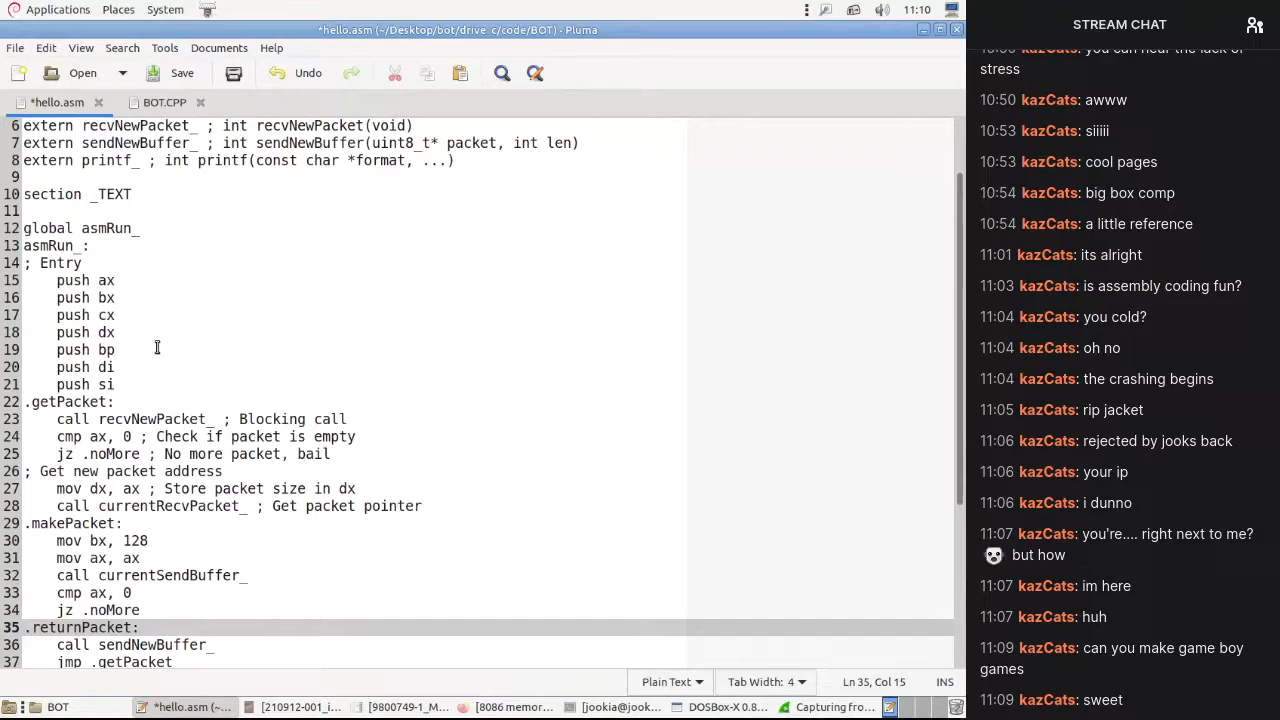 Applications Places System 11:10
*hello.asm (~/Desktop/bot/drive_c/code/BOT) - Pluma
File Edit View Search Tools Documents Help
Open Save Undo
*hello.asm BOT.CPP
6 extern recvNewPacket_ ; int recvNewPacket(void)
7 extern sendNewBuffer_ ; int sendNewBuffer(uint8_t* packet, int len)
8 extern printf_ ; int printf(const char *format, ...)
9
10 section _TEXT
11
12 global asmRun_
13 asmRun_:
14 ; Entry
15 push ax
16 push bx
17 push cx
18 push dx
19 push bp
20 push di
21 push si
22 .getPacket:
23 call recvNewPacket_ ; Blocking call
24 cmp ax, 0 ; Check if packet is empty
25 jz .noMore ; No more packet, bail
26 ; Get new packet address
27 mov dx, ax ; Store packet size in dx
28 call currentRecvPacket_ ; Get packet pointer
29 .makePacket:
30 mov bx, 128
31 mov ax, ax
32 call currentSendBuffer_
33 cmp ax, 0
34 jz .noMore
35 .returnPacket:
36 call sendNewBuffer_
37 jmp .getPacket
Plain Text Tab Width: 4 Ln 35, Col 15 INS
BOT *hello.asm (~... [210912-001_i... [9800749-1_M... [8086 memor... [jookia@jook... DOSBox-X 0.8... Capturing fro...
STREAM CHAT
stress
10:50 kazCats: awww
10:53 kazCats: siiiii
10:53 kazCats: cool pages
10:54 kazCats: big box comp
10:54 kazCats: a little reference
11:01 kazCats: its alright
11:03 kazCats: is assembly coding fun?
11:04 kazCats: you cold?
11:04 kazCats: oh no
11:04 kazCats: the crashing begins
11:05 kazCats: rip jacket
11:06 kazCats: rejected by jooks back
11:06 kazCats: your ip
11:06 kazCats: i dunno
11:07 kazCats: you're.... right next to me?
but how
11:07 kazCats: im here
11:07 kazCats: huh
11:09 kazCats: can you make game boy
games
11:09 kazCats: sweet